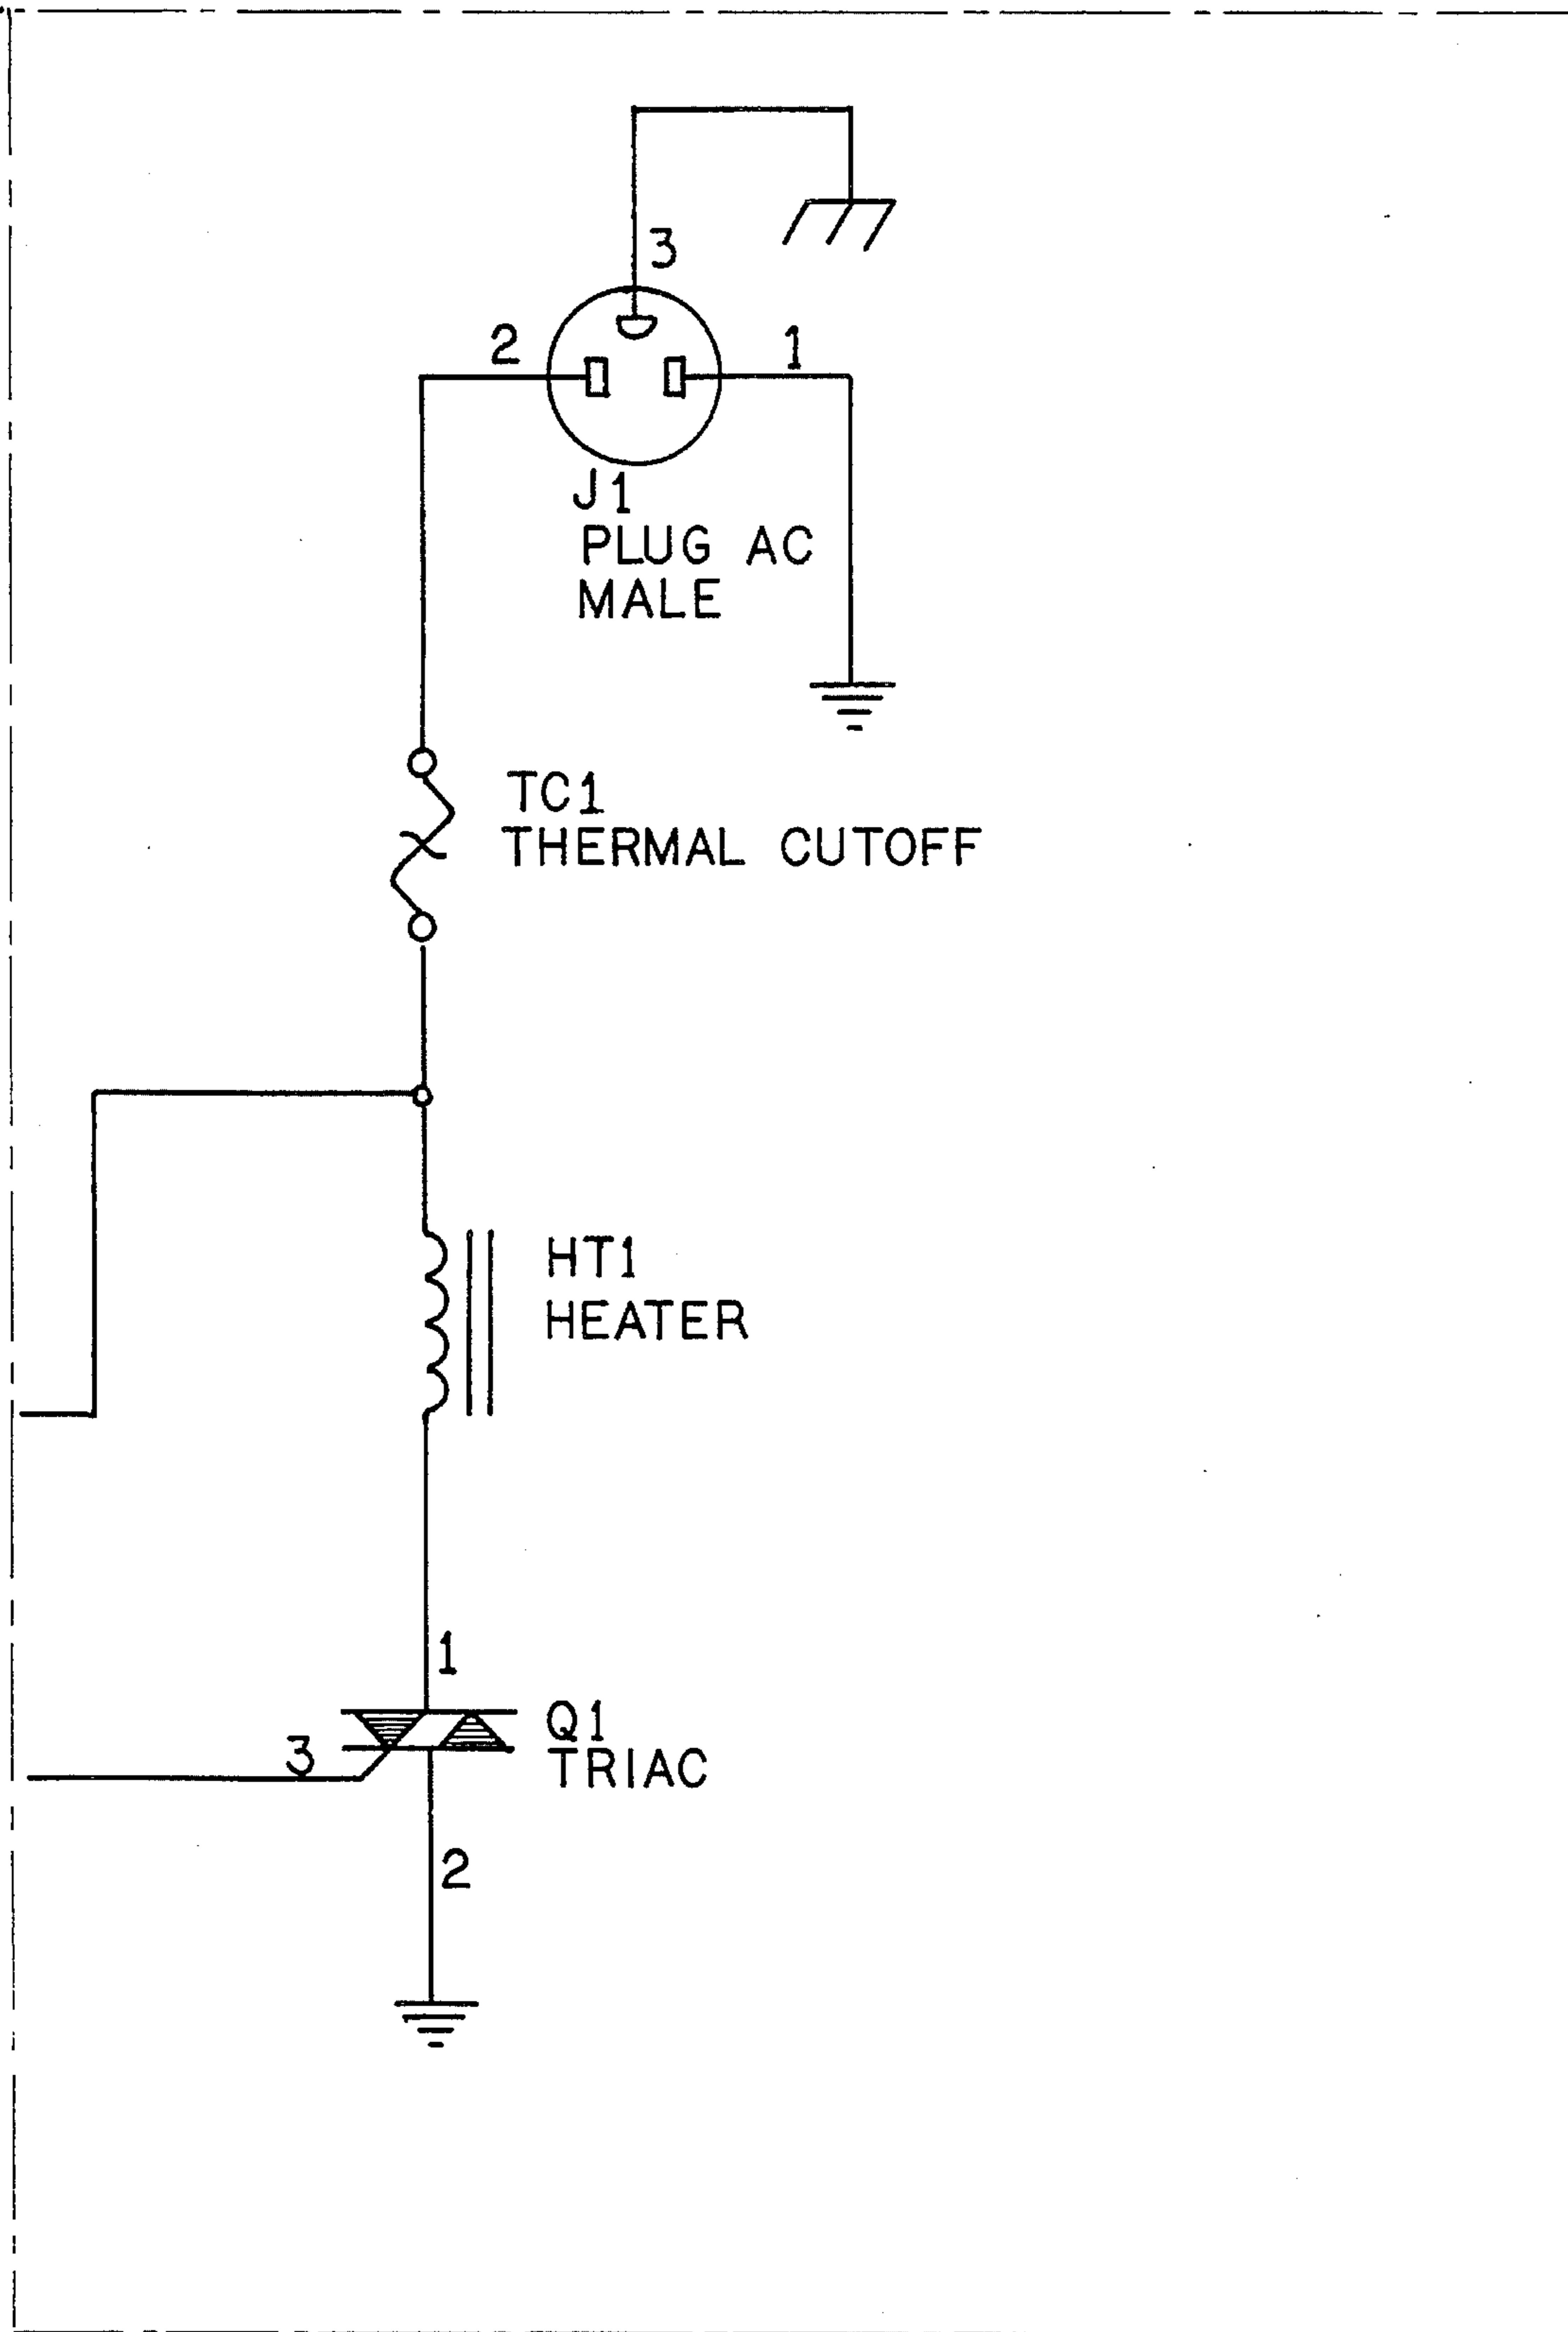 3
2
1
J1
PLUG AC
MALE
TC1
THERMAL CUTOFF
HT1
HEATER
1
Q1
3
TRIAC
2